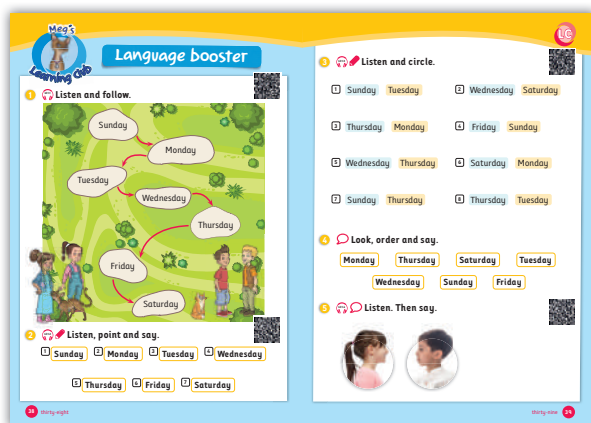 Meg's
Learning Club
Language booster
1 Listen and follow.
Sunday
Monday
Tuesday
Wednesday
Thursday
Friday
Saturday
2 Listen, point and say.
1 Sunday 2 Monday 3 Tuesday 4 Wednesday
5 Thursday 6 Friday 7 Saturday
38 thirty-eight
LC
3 Listen and circle.
1 Sunday Tuesday 2 Wednesday Saturday
3 Thursday Monday 4 Friday Sunday
5 Wednesday Thursday 6 Saturday Monday
7 Sunday Thursday 8 Thursday Tuesday
4 Look, order and say.
Monday Thursday Saturday Tuesday
Wednesday Sunday Friday
5 Listen. Then say.
thirty-nine 39